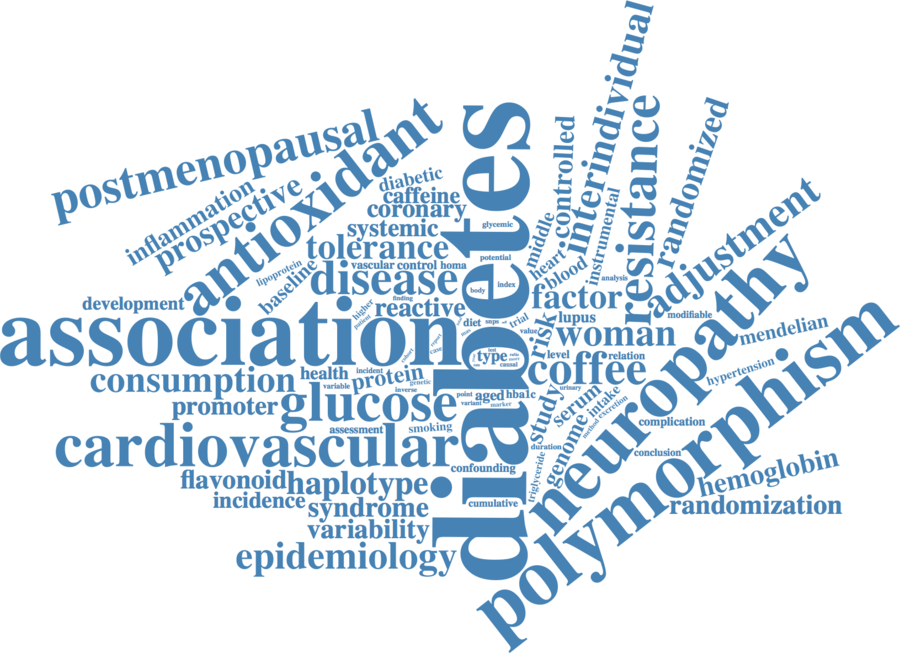 interindividual
postmenopausal
antioxidant
diabetes
controlled
resistance
randomized
inflammation
prospective
diabetic
caffeine
coronary
systemic
tolerance
glycemic
middle
heart
blood
instrumental
adjustment
lipoprotein
baseline
vascular control homa
potential
analysis
disease
body
index
factor
development
higher
finding
reactive
lupus
modifiable
association
diet
snps
trial
value
risk
woman
mendelian
type
causal
level
relation
neuropathy
coffee
consumption
health
incident
variable
protein
genetic
inverse
report
cohort
hypertension
polymorphism
promoter
glucose
point
aged
hba1c
variant
marker
urinary
study
serum
intake
method
excretion
genome
assessment
smoking
complication
cardiovascular
duration
conclusion
confounding
triglyceride
flavonoid
haplotype
hemoglobin
incidence
syndrome
cumulative
randomization
variability
epidemiology